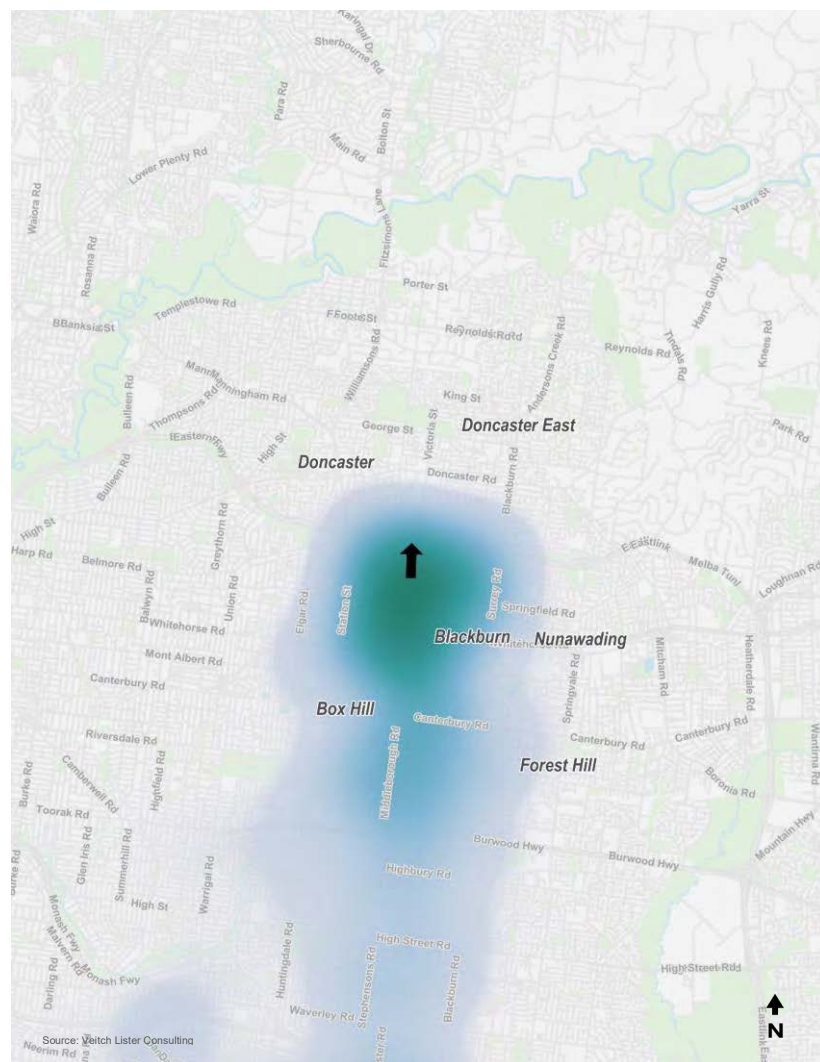 Karingal Dr
Sherbourne Rd
Para Rd
Bolton St
Main Rd
Lower Plenty Rd
Waiora Rd
Rosanna Rd
Yarra St
Fitzsimons Lane
Harris Gully Rd
Porter St
Templestowe Rd
BBanksiaSt
Reynolds Rd
Andersons Creek Rd
Reynolds Rd
Tindals Rd
Knees Rd
Williamsons Rd
Manningham Rd
Bulleen Rd
Thompsons Rd
King St
George St
Victoria St
Doncaster East
Park Rd
High St
Doncaster
Doncaster Rd
Blackburn Rd
Bulleen Rd
High St
Greythorn Rd
Harp Rd
Belmore Rd
Balwyn Rd
Union Rd
Whitehorse Rd
Mont Albert Rd
Canterbury Rd
Elgar Rd
Station St
Surrey Rd
Springfield Rd
Blackburn
Nunawading
EEastlink
Melba Tunl
Loughnan Rd
Mitcham Rd
Heatherdale Rd
Springvale Rd
Box Hill
Canterbury Rd
Canterbury Rd
Canterbury Rd
Riversdale Rd
Highfield Rd
Camberwell Rd
Burke Rd
Toorak Rd
Middleborough Rd
Forest Hill
Boronia Rd
Wantirna Rd
Mountain Hwy
Glen Iris Rd
Summerhill Rd
Warrigal Rd
High St
Burwood Hwy
Burwood Hwy
Highbury Rd
High Street Rd
Monash Fwy
Malvern Rd
Darling Rd
Monash Fwy
Huntingdale Rd
Stephensons Rd
Blackburn Rd
Waverley Rd
N
Source: Veitch Lister Consulting
Neerim Rd